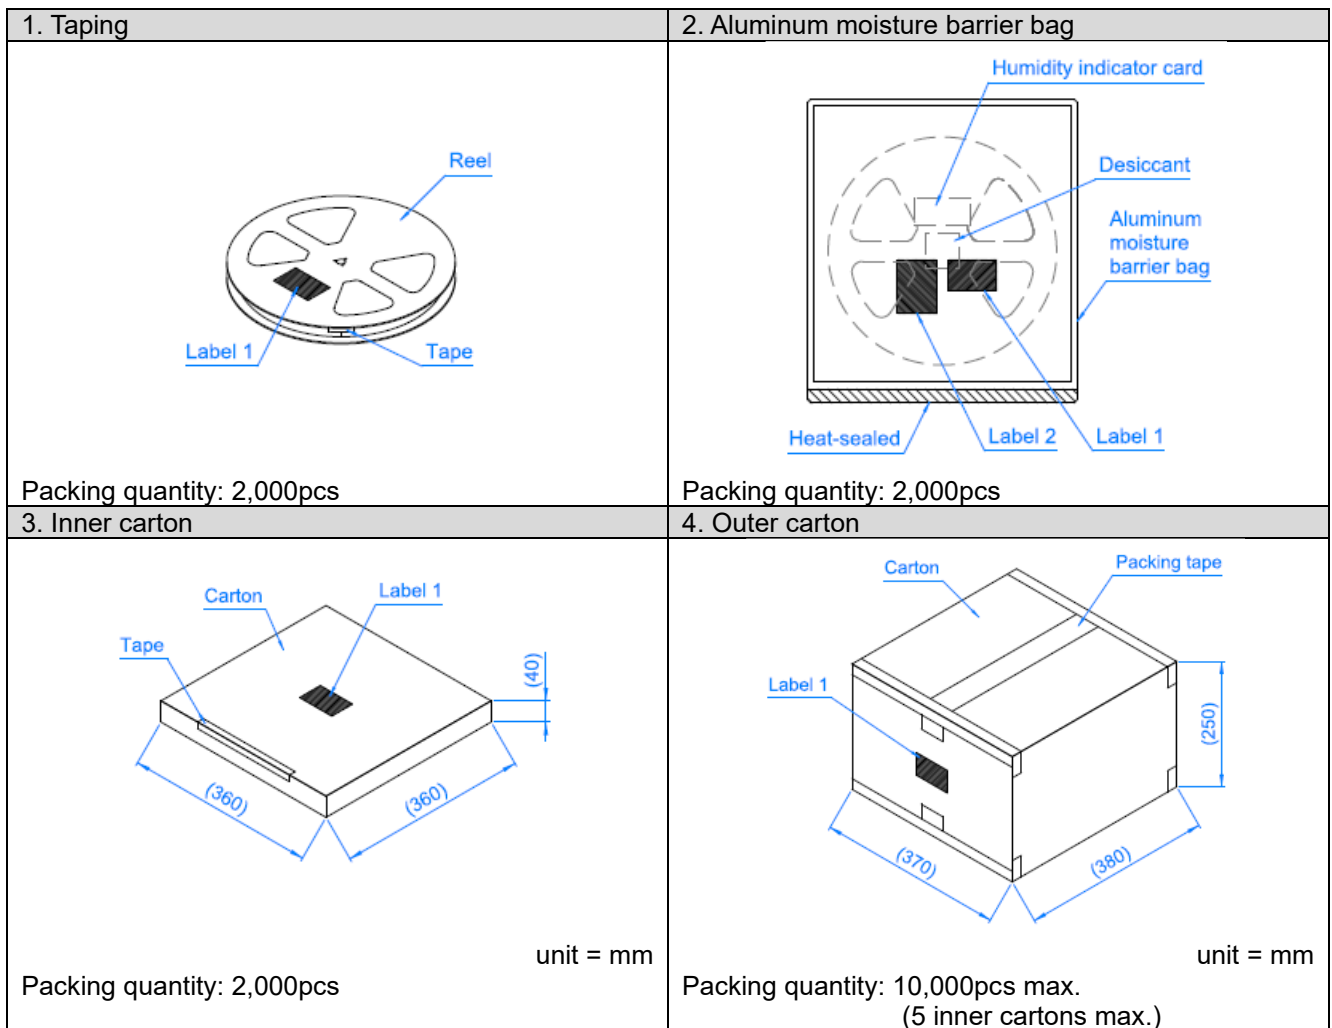 1. Taping
Reel
Label 1
Tape
Packing quantity: 2,000pcs
2. Aluminum moisture barrier bag
Humidity indicator card
Desiccant
Aluminum
moisture
barrier bag
Heat-sealed
Label 2
Label 1
Packing quantity: 2,000pcs
3. Inner carton
Carton
Label 1
Tape
(40)
(360)
(360)
unit = mm
Packing quantity: 2,000pcs
4. Outer carton
Carton
Packing tape
Label 1
(250)
(370)
(380)
unit = mm
Packing quantity: 10,000pcs max.
(5 inner cartons max.)